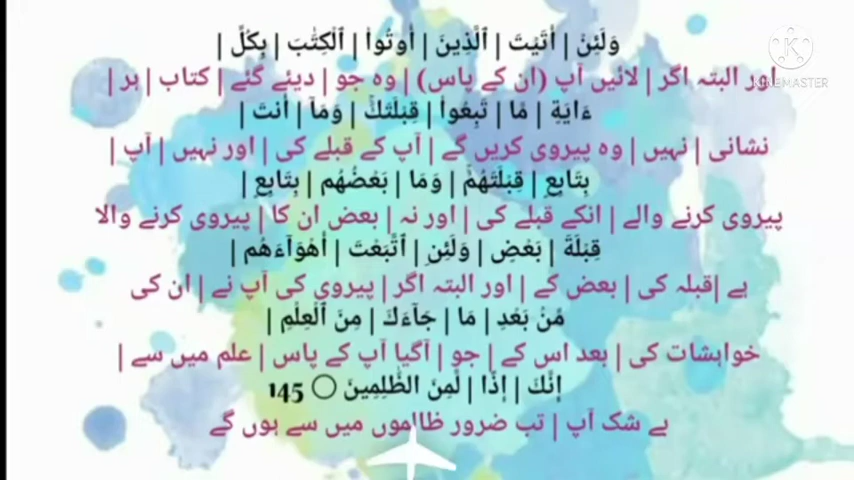 وَلَئِنْ | أَتَيْتَ | ٱلَّذِينَ | أُوتُوا۟ | ٱلْكِتَٰبَ | بِكُلِّ |
اور البتہ اگر | لائیں آپ (ان کے پاس) | وہ جو | دیئے گئے | کتاب | ہر |
ءَايَةٍ | مَّا | تَبِعُوا۟ | قِبْلَتَكَ ۚ | وَمَآ | أَنتَ |
نشانی | نہیں | وہ پیروی کریں گے | آپ کے قبلے کی | اور نہیں | آپ |
بِتَابِعٍ | قِبْلَتَهُمْ ۚ | وَمَا | بَعْضُهُم | بِتَابِعٍ |
پیروی کرنے والے | انکے قبلے کی | اور نہ | بعض ان کا | پیروی کرنے والا
قِبْلَةَ | بَعْضٍ | وَلَئِنِ | ٱتَّبَعْتَ | أَهْوَآءَهُم |
ہے |قبلہ کی | بعض کے | اور البتہ اگر | پیروی کی آپ نے | ان کی
مِّنۢ بَعْدِ | مَا | جَآءَكَ | مِنَ ٱلْعِلْمِ |
خواہشات کی | بعد اس کے | جو | آگیا آپ کے پاس | علم میں سے |
إِنَّكَ | إِذًا | لَّمِنَ ٱلظَّٰلِمِينَ ○ 145
بے شک آپ | تب ضرور ظالموں میں سے ہوں گے
KINEMASTER